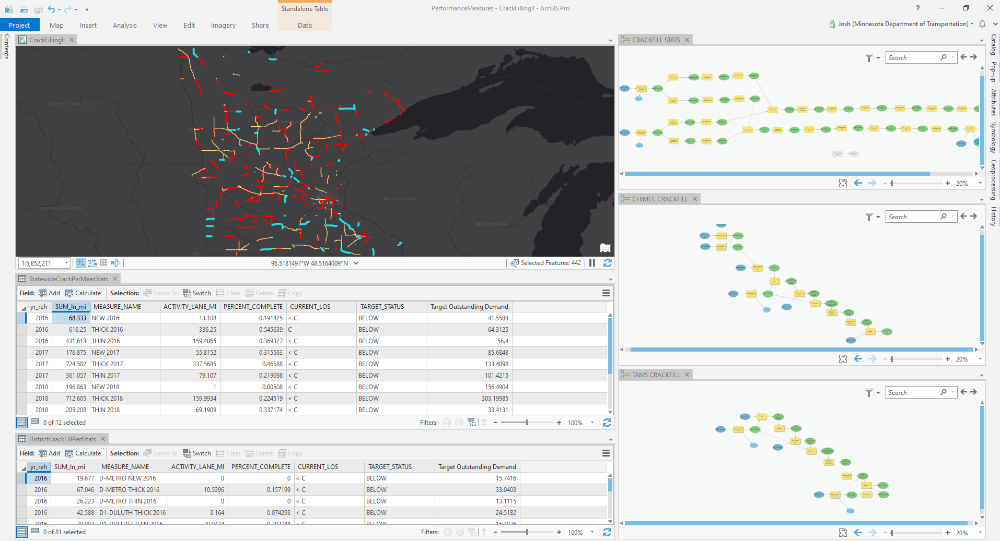 Standalone Table
PerformanceMeasures - CrackFillingII - ArcGIS Pro
?
Project Map Insert Analysis View Edit Imagery Share Data
Josh (Minnesota Department of Transportation)
Contents
CrackFillingII
NORTH DAKOTA
MINNESOTA
SOUTH DAKOTA
WISCONSIN
WISCONSIN
1:5,852,211
96.5181497°W 48.5164009°N
Selected Features: 442
StatewideCrackPerMeasStats
Field: Add Calculate Selection: Zoom To Switch Clear Delete Copy
yr_reh SUM_ln_mi MEASURE_NAME ACTIVITY_LANE_MI PERCENT_COMPLETE CURRENT_LOS TARGET_STATUS Target Outstanding Demand
2016 68.333 NEW 2016 13.108 0.191825 < C BELOW 41.5584
2016 616.25 THICK 2016 336.25 0.545639 C BELOW 64.3125
2016 431.613 THIN 2016 159.4065 0.369327 < C BELOW 56.4
2017 176.875 NEW 2017 55.8152 0.315563 < C BELOW 85.6848
2017 724.582 THICK 2017 337.5685 0.46588 < C BELOW 133.4098
2017 361.057 THIN 2017 79.107 0.219098 < C BELOW 101.4215
2018 196.863 NEW 2018 1 0.00508 < C BELOW 156.4904
2018 712.605 THICK 2018 159.9934 0.224519 < C BELOW 303.19985
2018 205.208 THIN 2018 69.1909 0.337174 < C BELOW 33.4131
0 of 12 selected
Filters:
- + 100%
DistrictCrackFillPerfStats
Field: Add Calculate Selection: Zoom To Switch Clear Delete Copy
yr_reh SUM_ln_mi MEASURE_NAME ACTIVITY_LANE_MI PERCENT_COMPLETE CURRENT_LOS TARGET_STATUS Target Outstanding Demand
2016 19.677 D-METRO NEW 2016 0 0 < C BELOW 15.7416
2016 67.046 D-METRO THICK 2016 10.5396 0.157199 < C BELOW 33.0403
2016 26.223 D-METRO THIN 2016 0 0 < C BELOW 13.1115
2016 42.588 D1-DULUTH THICK 2016 3.164 0.074293 < C BELOW 24.5182
2016 70.902 D1-DULUTH THIN 2016 20.0474 0.282748 < C BELOW 15.4036
0 of 81 selected
Filters:
- + 100%
CRACKFILL STATS
Search
- + 20%
CHIMES_CRACKFILL
Search
- + 20%
TAMS CRACKFILL
Search
- + 20%
Catalog
Pop-up
Attributes
Symbology
Geoprocessing
History